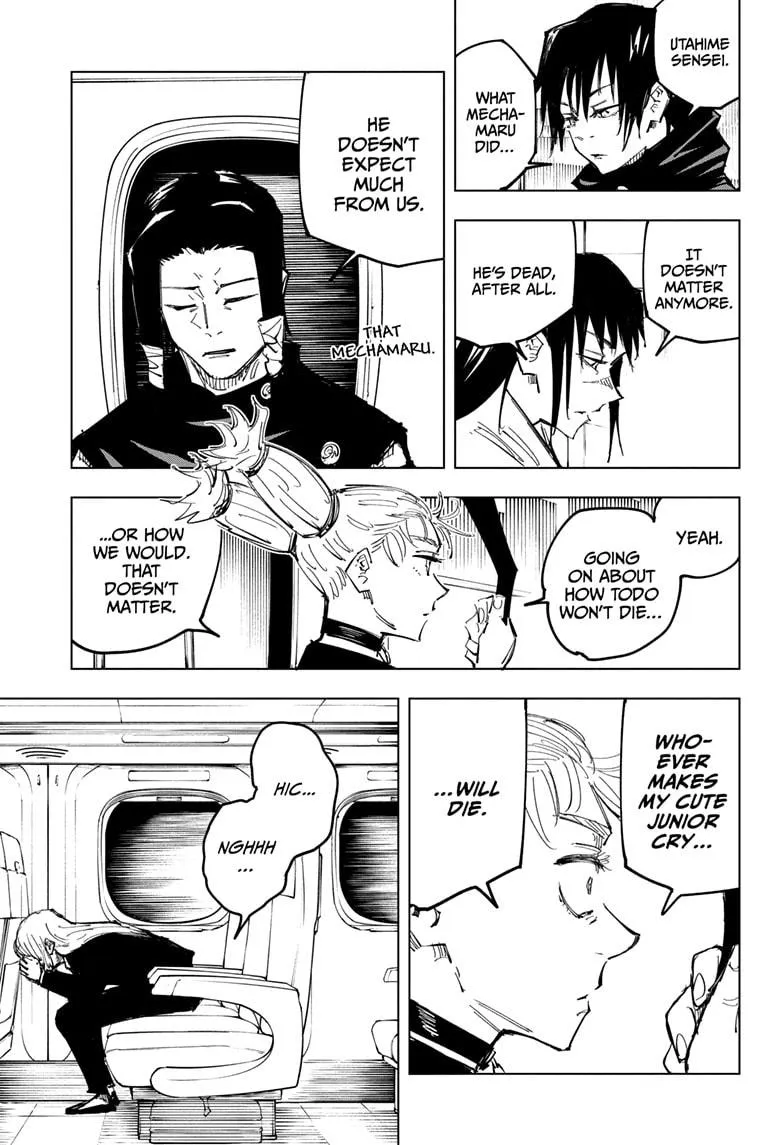 UTAHIME
SENSEI.
WHAT
MECHA-
MARU
DID...
HE
DOESN'T
EXPECT
MUCH
FROM US.
THAT
MECHAMARU.
IT
DOESN'T
MATTER
ANYMORE.
HE'S DEAD,
AFTER ALL.
YEAH.
GOING
ON ABOUT
HOW TODO
WON'T DIE...
...OR HOW
WE WOULD.
THAT
DOESN'T
MATTER.
WHO-
EVER
MAKES
MY CUTE
JUNIOR
CRY...
...WILL
DIE.
HIC...
NGHHH
...